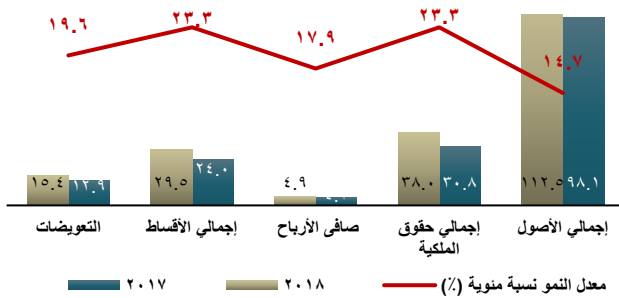 ١٩.٦
٢٣.٣
١٧.٩
٢٣.٣
١٤.٧
١٥.٤
١٢.٩
٢٩.٥
٢٤.٠
٤.٩
٣٨.٠
٣٠.٨
١١٢.٥
٩٨.١
إجمالي الأصول
إجمالي حقوق
الملكية
صافى الأرباح
إجمالي الأقساط
التعويضات
معدل النمو نسبة مئوية (٪)
٢٠١٨
٢٠١٧